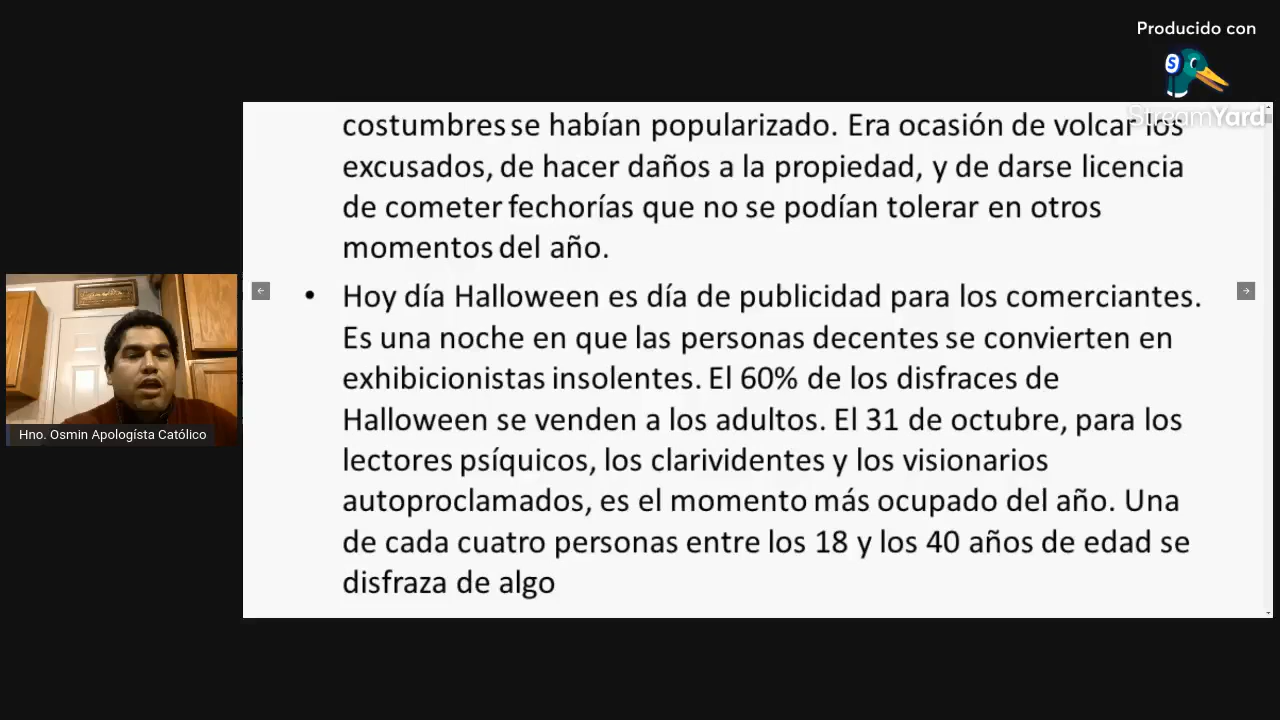 Producido con
StreamYard
costumbres se habían popularizado. Era ocasión de volcar los
excusados, de hacer daños a la propiedad, y de darse licencia
de cometer fechorías que no se podían tolerar en otros
momentos del año.
• Hoy día Halloween es día de publicidad para los comerciantes.
Es una noche en que las personas decentes se convierten en
exhibicionistas insolentes. El 60% de los disfraces de
Halloween se venden a los adultos. El 31 de octubre, para los
lectores psíquicos, los clarividentes y los visionarios
autoproclamados, es el momento más ocupado del año. Una
de cada cuatro personas entre los 18 y los 40 años de edad se
disfraza de algo
Hno. Osmin Apologísta Católico